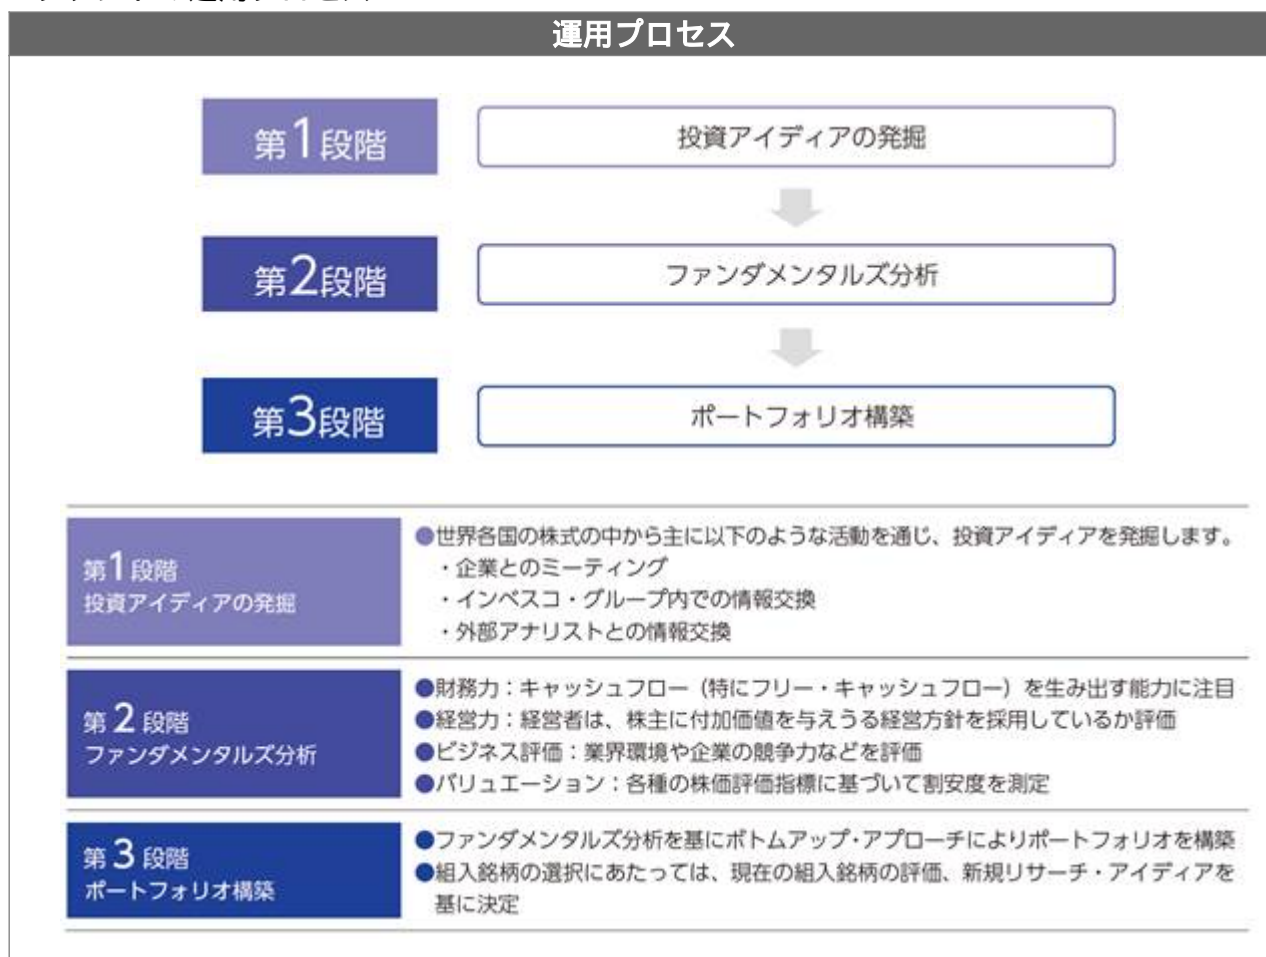 運用プロセス
第1段階
投資アイディアの発掘
第2段階
ファンダメンタルズ分析
第3段階
ポートフォリオ構築
第1段階
投資アイディアの発掘
●世界各国の株式の中から主に以下のような活動を通じ、投資アイディアを発掘します。
・企業とのミーティング
・インベスコ・グループ内での情報交換
・外部アナリストとの情報交換
第2段階
ファンダメンタルズ分析
●財務力：キャッシュフロー（特にフリー・キャッシュフロー）を生み出す能力に注目
●経営力：経営者は、株主に付加価値を与えうる経営方針を採用しているか評価
●ビジネス評価：業界環境や企業の競争力などを評価
●バリュエーション：各種の株価評価指標に基づいて割安度を測定
第3段階
ポートフォリオ構築
●ファンダメンタルズ分析を基にボトムアップ・アプローチによりポートフォリオを構築
●組入銘柄の選択にあたっては、現在の組入銘柄の評価、新規リサーチ・アイディアを
基に決定